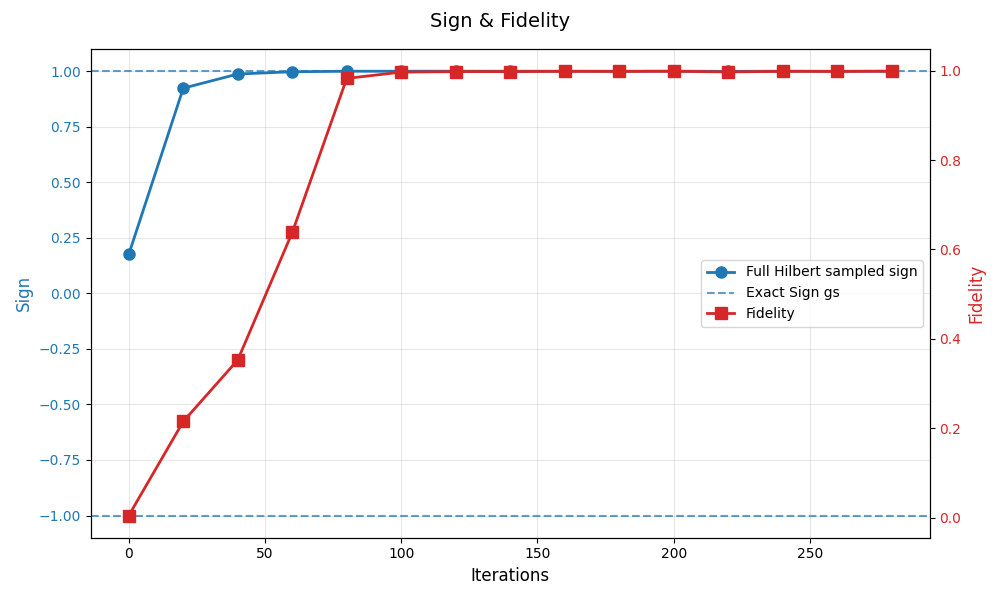 Sign & Fidelity
1.00
0.75
0.50
0.25
0.00
−0.25
−0.50
−0.75
−1.00
Sign
1.0
0.8
0.6
0.4
0.2
0.0
Fidelity
Full Hilbert sampled sign
Exact Sign gs
Fidelity
0 50 100 150 200 250
Iterations